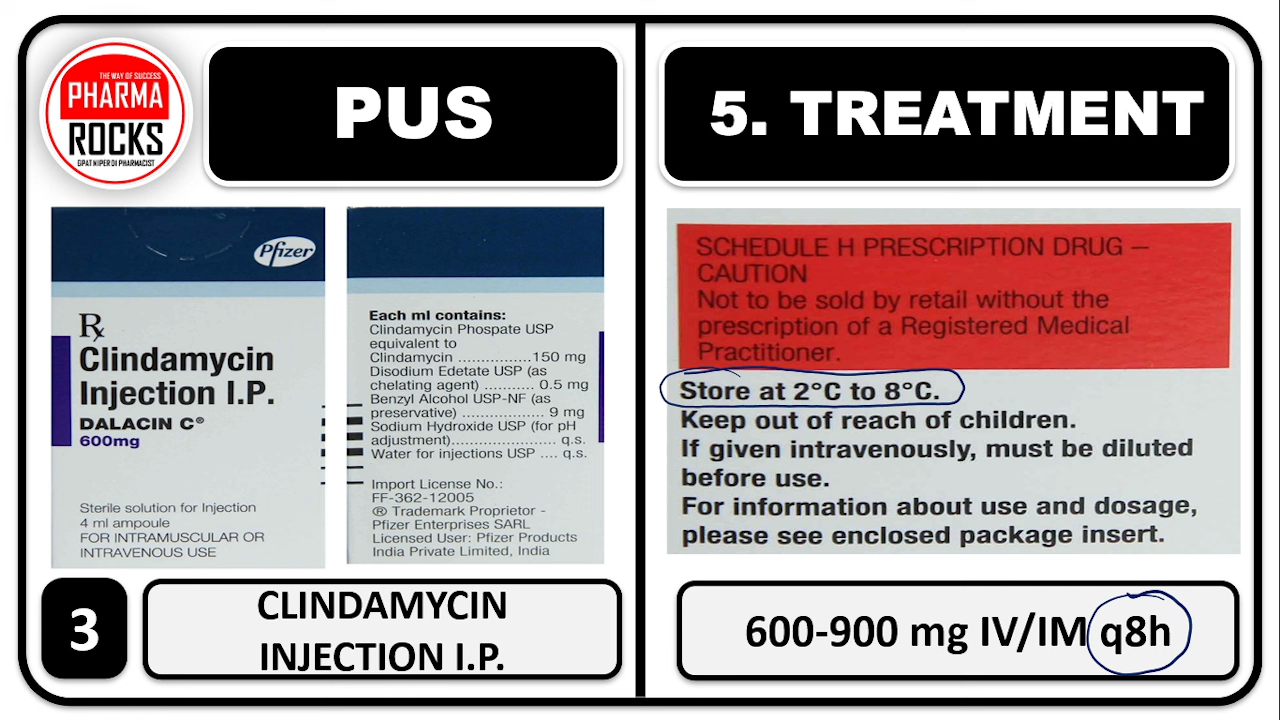 THE WAY OF SUCCESS
PHARMA
ROCKS
GPAT NIPER DI PHARMACIST
PUS
5. TREATMENT
Pfizer
Rx
Clindamycin
Injection I.P.
DALACIN C®
600mg
Sterile solution for Injection
4 ml ampoule
FOR INTRAMUSCULAR OR
INTRAVENOUS USE
Each ml contains:
Clindamycin Phospate USP
equivalent to
Clindamycin ...............150 mg
Disodium Edetate USP (as
chelating agent) .......... 0.5 mg
Benzyl Alcohol USP-NF (as
preservative) ................. 9 mg
Sodium Hydroxide USP (for pH
adjustment)..................... q.s.
Water for injections USP .... q.s.
Import License No.:
FF-362-12005
® Trademark Proprietor -
Pfizer Enterprises SARL
Licensed User: Pfizer Products
India Private Limited, India
SCHEDULE H PRESCRIPTION DRUG –
CAUTION
Not to be sold by retail without the
prescription of a Registered Medical
Practitioner.
Store at 2°C to 8°C.
Keep out of reach of children.
If given intravenously, must be diluted
before use.
For information about use and dosage,
please see enclosed package insert.
3
CLINDAMYCIN
INJECTION I.P.
600-900 mg IV/IM q8h